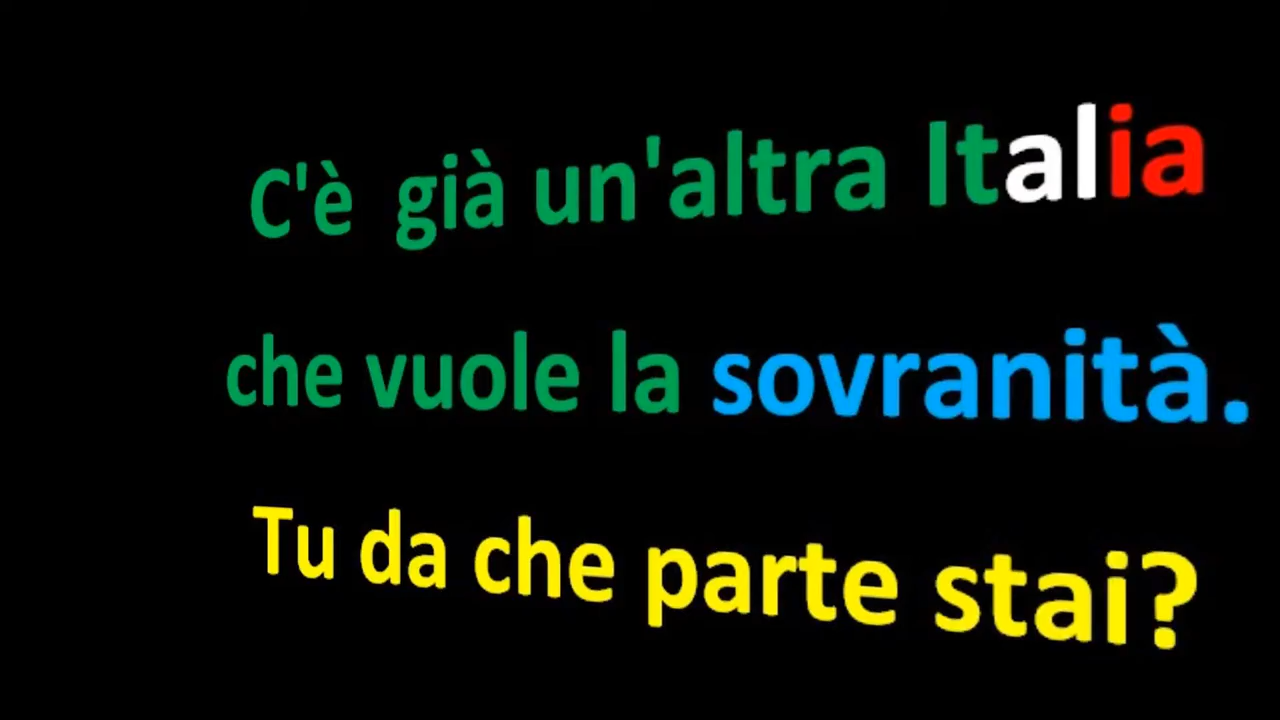 C'è già un'altra Italia
che vuole la sovranità.
Tu da che parte stai?